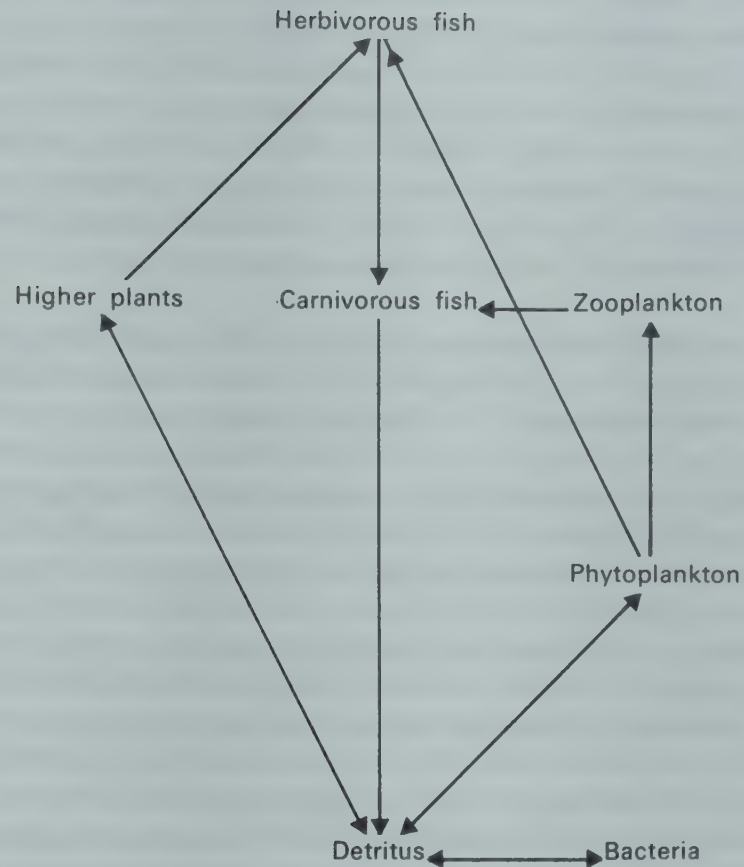 Herbivorous fish
Higher plants
Carnivorous fish
Zooplankton
Phytoplankton
Detritus
Bacteria